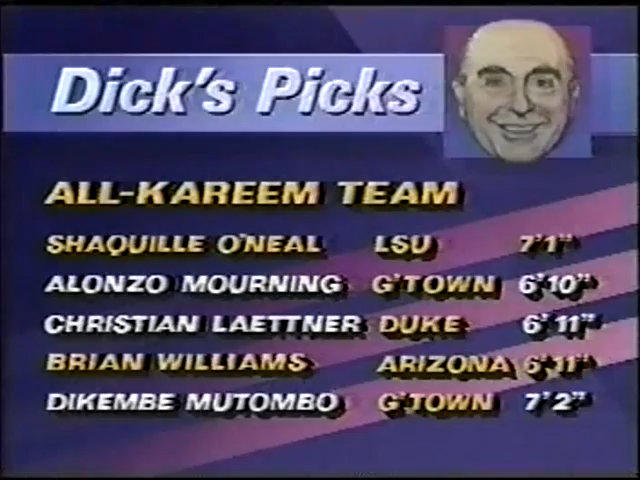 Dick's Picks
ALL-KAREEM TEAM
SHAQUILLE O'NEAL LSU 7'1"
ALONZO MOURNING G'TOWN 6'10"
CHRISTIAN LAETTNER DUKE 6'11"
BRIAN WILLIAMS ARIZONA 6'11"
DIKEMBE MUTOMBO G'TOWN 7'2"